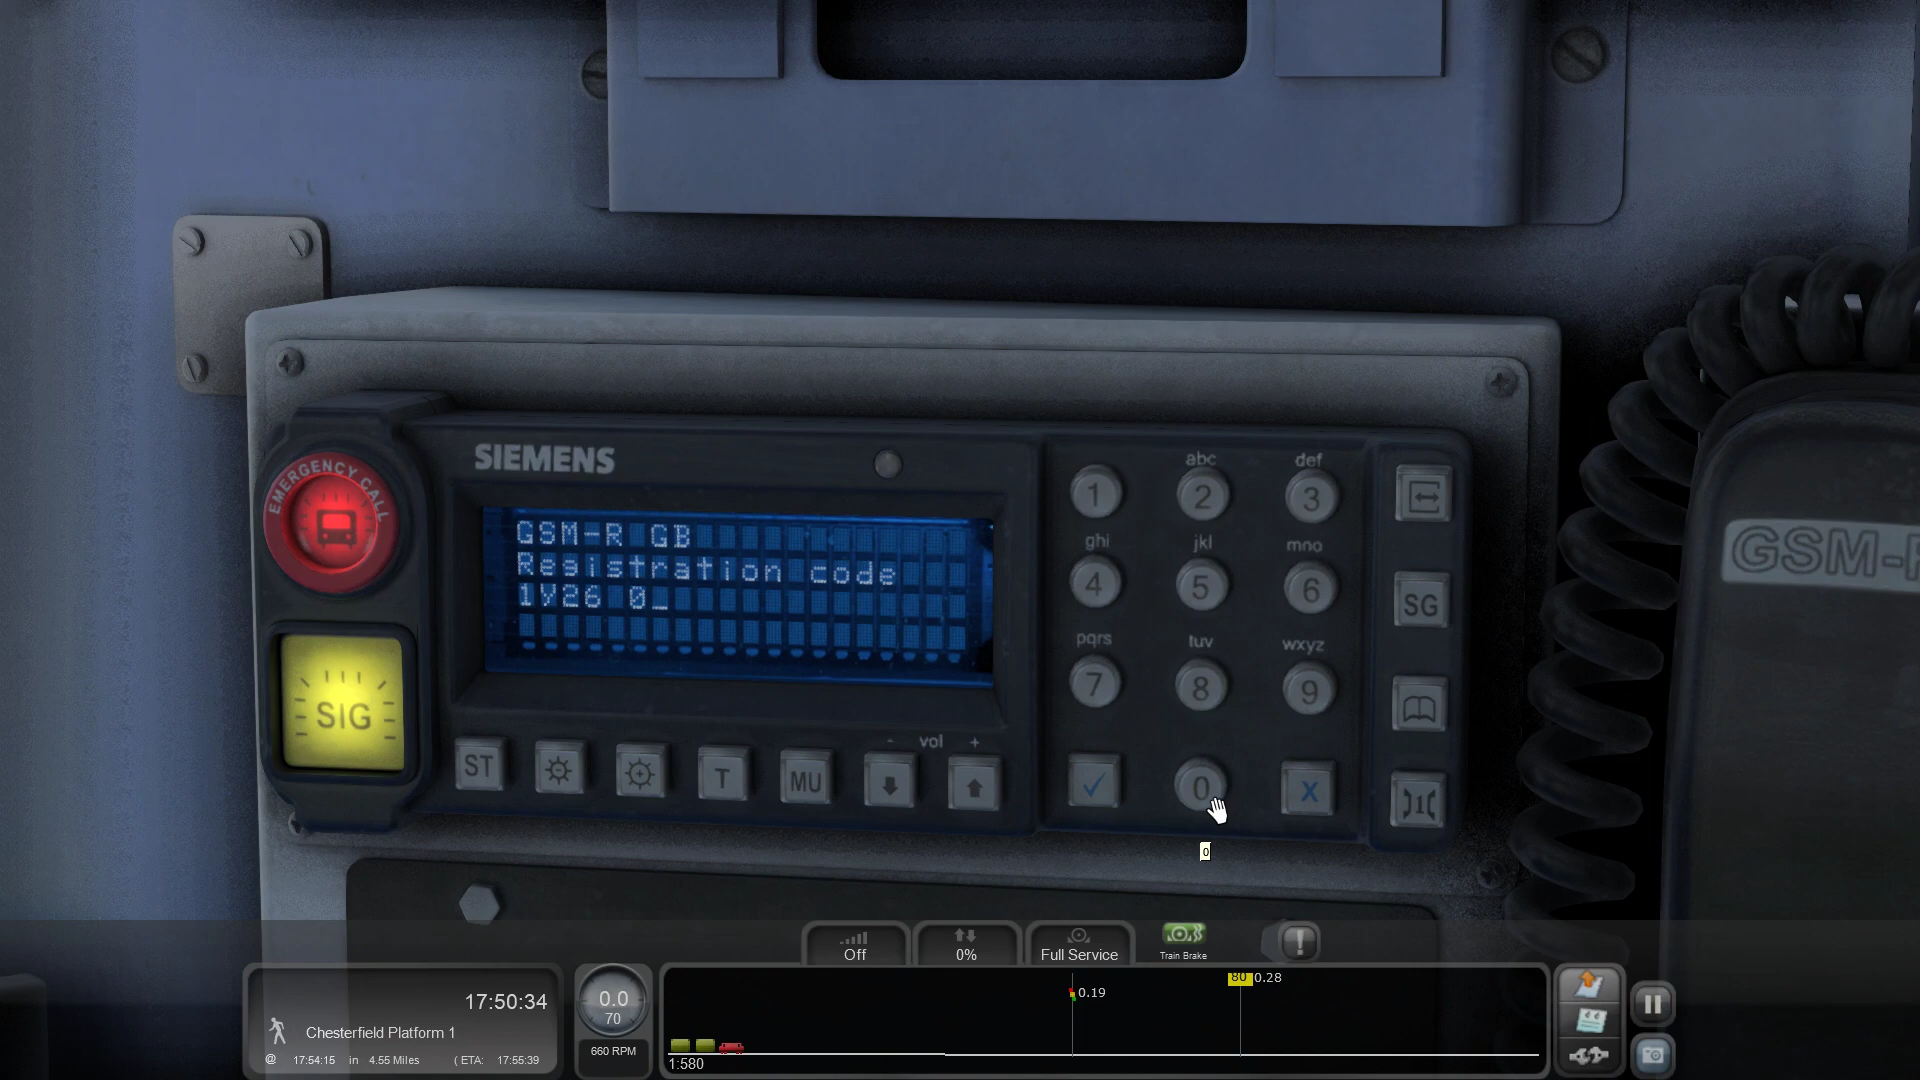 EMERGENCY CALL
SIEMENS
GSM-R GB
Registration code
1Y26 0_
SIG
ST
T
MU
- vol +
1
abc
2
def
3
ghi
4
jkl
5
mno
6
pqrs
7
tuv
8
wxyz
9
✓
0
X
SG
1
GSM-R
0
Off
0%
Full Service
Train Brake
!
17:50:34
Chesterfield Platform 1
@ 17:54:15 in 4.55 Miles ( ETA: 17:55:39
0.0
70
660 RPM
0.19
80 0.28
1:580